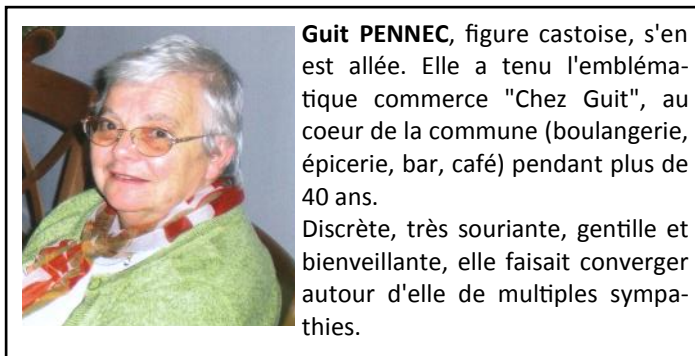 Guit PENNEC, figure castoise, s'en
est allée. Elle a tenu l'embléma-
tique commerce "Chez Guit", au
coeur de la commune (boulangerie,
épicerie, bar, café) pendant plus de
40 ans.
Discrète, très souriante, gentille et
bienveillante, elle faisait converger
autour d'elle de multiples sympa-
thies.